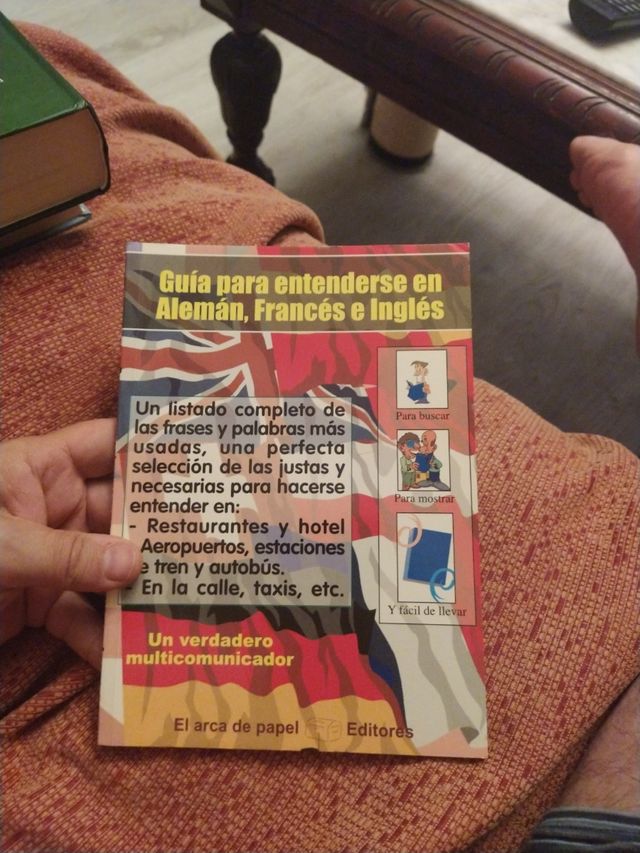 Guía para entenderse en
Alemán, Francés e Inglés
Un listado completo de
las frases y palabras más
usadas, una perfecta
selección de las justas y
necesarias para hacerse
entender en:
- Restaurantes y hotel
Aeropuertos, estaciones
e tren y autobús.
- En la calle, taxis, etc.
Para buscar
Para mostrar
Y fácil de llevar
Un verdadero
multicomunicador
El arca de papel Editores